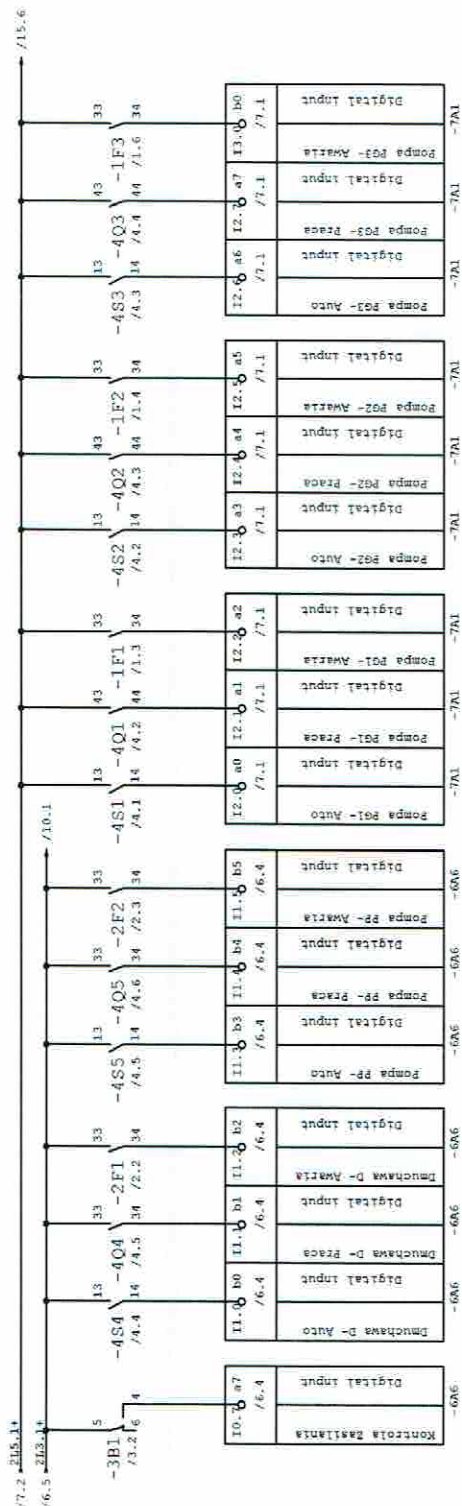 /7.2 2L5.1+ /15.6
/6.5 2L3.1+ /10.1
-3B1 /3.2 5 6 4
I0.7 a7 /6.4
Digital input
Kontrola Zasilania
-6A6
-4S4 /4.4 13 14
I1.0 b0 /6.4
Digital input
Dmuchawa D- Auto
-6A6
-4Q4 /4.5 33 34
I1.1 b1 /6.4
Digital input
Dmuchawa D- Praca
-6A6
-2F1 /2.2 33 34
I1.2 b2 /6.4
Digital input
Dmuchawa D- Awaria
-6A6
-4S5 /4.5 13 14
I1.3 b3 /6.4
Digital input
Pompa PP- Auto
-6A6
-4Q5 /4.6 33 34
I1.4 b4 /6.4
Digital input
Pompa PP- Praca
-6A6
-2F2 /2.3 33 34
I1.5 b5 /6.4
Digital input
Pompa PP- Awaria
-6A6
-4S1 /4.1 13 14
I2.0 a0 /7.1
Digital input
Pompa PG1- Auto
-7A1
-4Q1 /4.2 43 44
I2.1 a1 /7.1
Digital input
Pompa PG1- Praca
-7A1
-1F1 /1.3 33 34
I2.2 a2 /7.1
Digital input
Pompa PG1- Awaria
-7A1
-4S2 /4.2 13 14
I2.3 a3 /7.1
Digital input
Pompa PG2- Auto
-7A1
-4Q2 /4.3 43 44
I2.4 a4 /7.1
Digital input
Pompa PG2- Praca
-7A1
-1F2 /1.4 33 34
I2.5 a5 /7.1
Digital input
Pompa PG2- Awaria
-7A1
-4S3 /4.3 13 14
I2.6 a6 /7.1
Digital input
Pompa PG3- Auto
-7A1
-4Q3 /4.4 43 44
I2.7 a7 /7.1
Digital input
Pompa PG3- Praca
-7A1
-1F3 /1.6 33 34
I3.0 b0 /7.1
Digital input
Pompa PG3- Awaria
-7A1